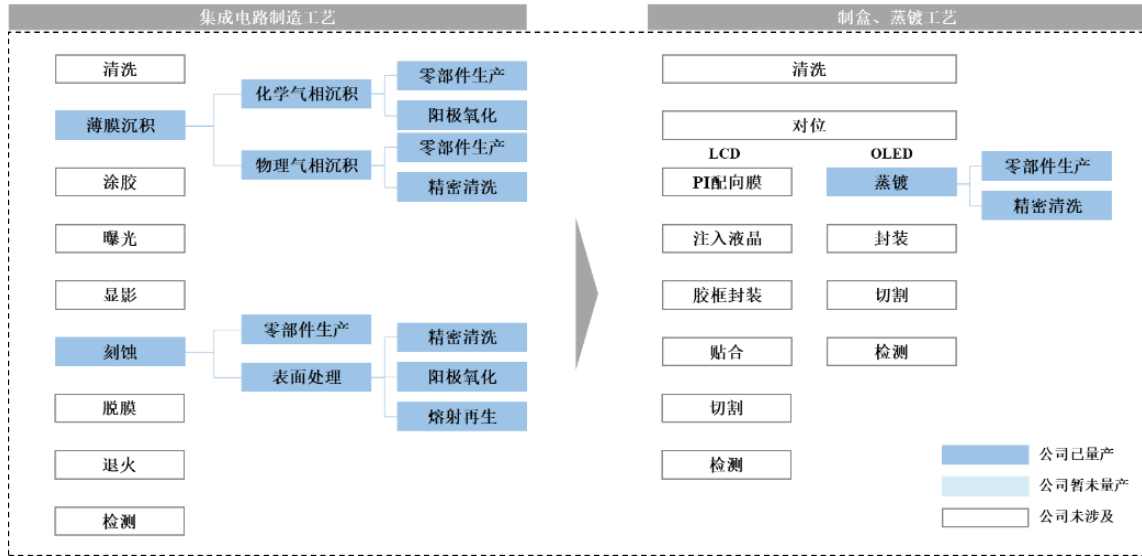 集成电路制造工艺
清洗
薄膜沉积
化学气相沉积
零部件生产
阳极氧化
物理气相沉积
零部件生产
精密清洗
涂胶
曝光
显影
刻蚀
零部件生产
表面处理
精密清洗
阳极氧化
熔射再生
脱膜
退火
检测
制盒、蒸镀工艺
清洗
对位
LCD
PI配向膜
注入液晶
胶框封装
贴合
切割
检测
OLED
蒸镀
零部件生产
精密清洗
封装
切割
检测
公司已量产
公司暂未量产
公司未涉及